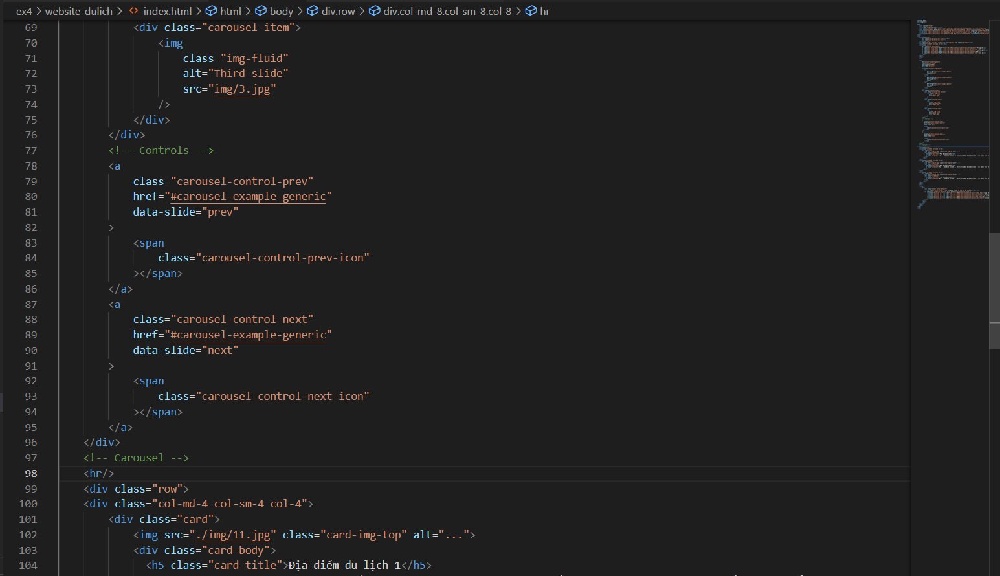 ex4 > website-dulich > <> index.html > html > body > div.row > div.col-md-8.col-sm-8.col-8 > hr
69 <div class="carousel-item">
70 <img
71 class="img-fluid"
72 alt="Third slide"
73 src="img/3.jpg"
74 />
75 </div>
76 </div>
77 <!-- Controls -->
78 <a
79 class="carousel-control-prev"
80 href="#carousel-example-generic"
81 data-slide="prev"
82 >
83 <span
84 class="carousel-control-prev-icon"
85 ></span>
86 </a>
87 <a
88 class="carousel-control-next"
89 href="#carousel-example-generic"
90 data-slide="next"
91 >
92 <span
93 class="carousel-control-next-icon"
94 ></span>
95 </a>
96 </div>
97 <!-- Carousel -->
98 <hr/>
99 <div class="row">
100 <div class="col-md-4 col-sm-4 col-4">
101 <div class="card">
102 <img src="./img/11.jpg" class="card-img-top" alt="...">
103 <div class="card-body">
104 <h5 class="card-title">Địa điểm du lịch 1</h5>